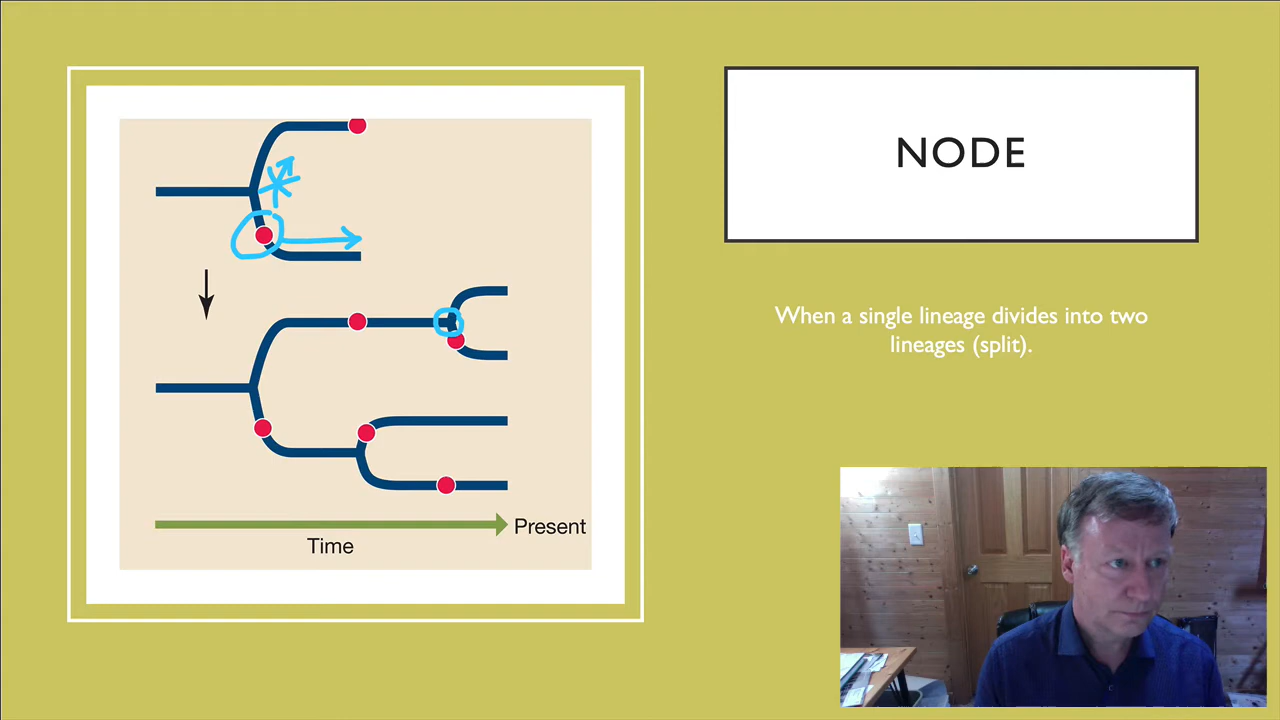 NODE
When a single lineage divides into two
lineages (split).
Present
Time